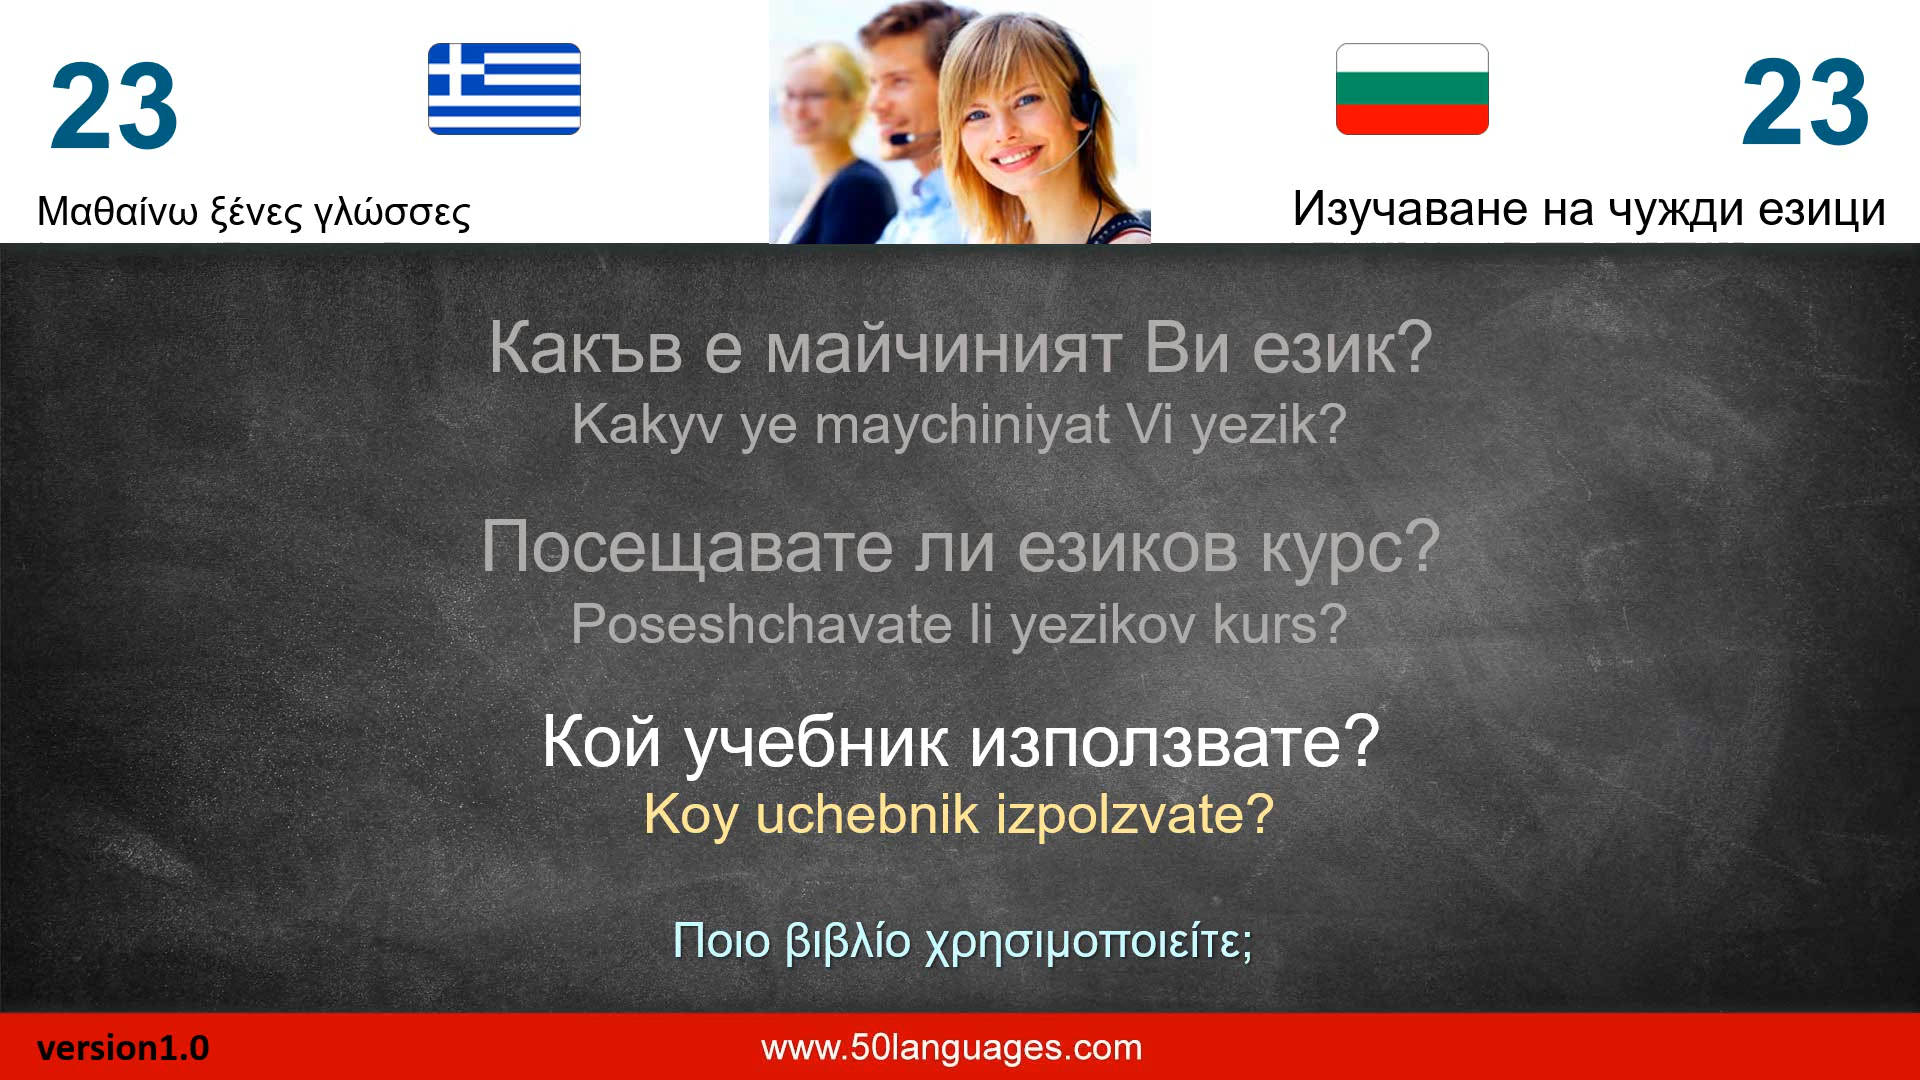 23
23
Μαθαίνω ξένες γλώσσες
Изучаване на чужди езици
Какъв е майчиният Ви език?
Kakyv ye maychiniyat Vi yezik?
Посещавате ли езиков курс?
Poseshchavate li yezikov kurs?
Кой учебник използвате?
Koy uchebnik izpolzvate?
Ποιο βιβλίο χρησιμοποιείτε;
version1.0
www.50languages.com